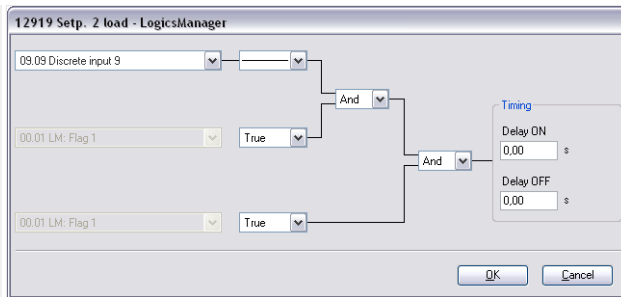 12919 Setp. 2 load - LogicsManager
09.09 Discrete input 9
And
Timing
00.01 LM: Flag 1 True
Delay ON
0,00 s
And
Delay OFF
0,00 s
00.01 LM: Flag 1 True
OK Cancel